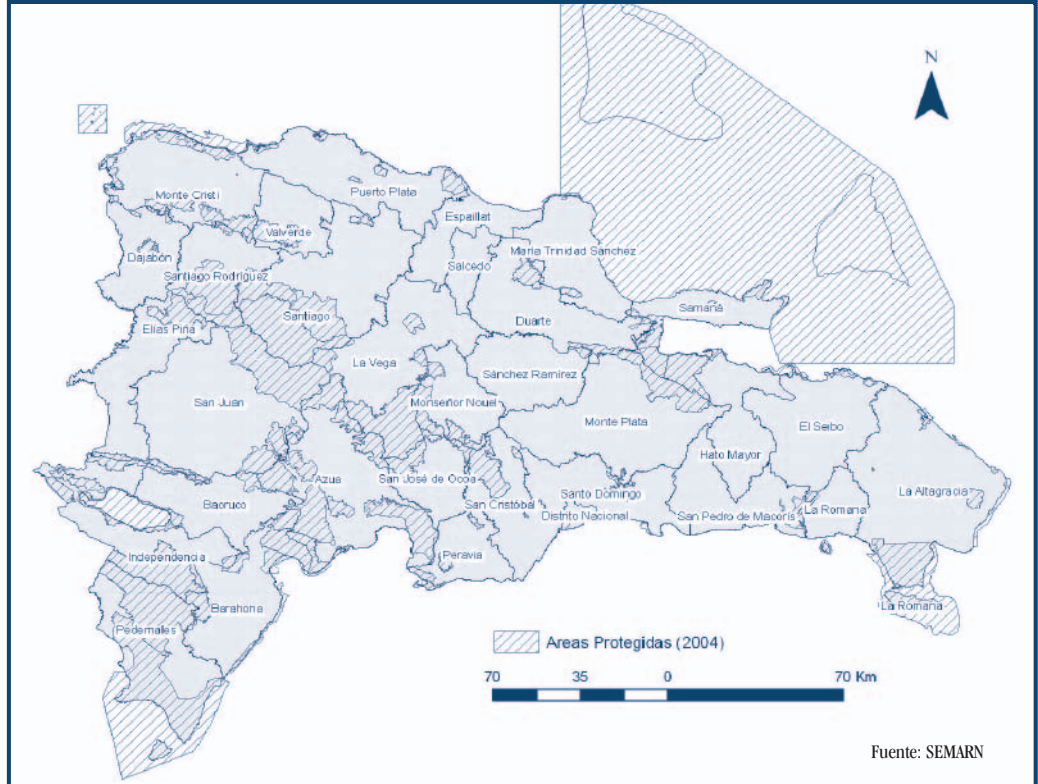 N
Monte Cristi
Puerto Plata
Espaillat
Valverde
Dajabón
Maria Trinidad Sánchez
Salcedo
Santiago Rodríguez
Samaná
Santiago
Duarte
Elías Piña
La Vega
Sánchez Ramírez
San Juan
Monseñor Nouel
Monte Plata
El Seibo
Hato Mayor
Azua
San José de Ocoa
La Altagracia
Baoruco
San Cristóbal
Santo Domingo
La Romana
Distrito Nacional
San Pedro de Macorís
Independencia
Peravia
Barahona
La Romana
Pedernales
Areas Protegidas (2004)
70 35 0 70 Km
Fuente: SEMARN